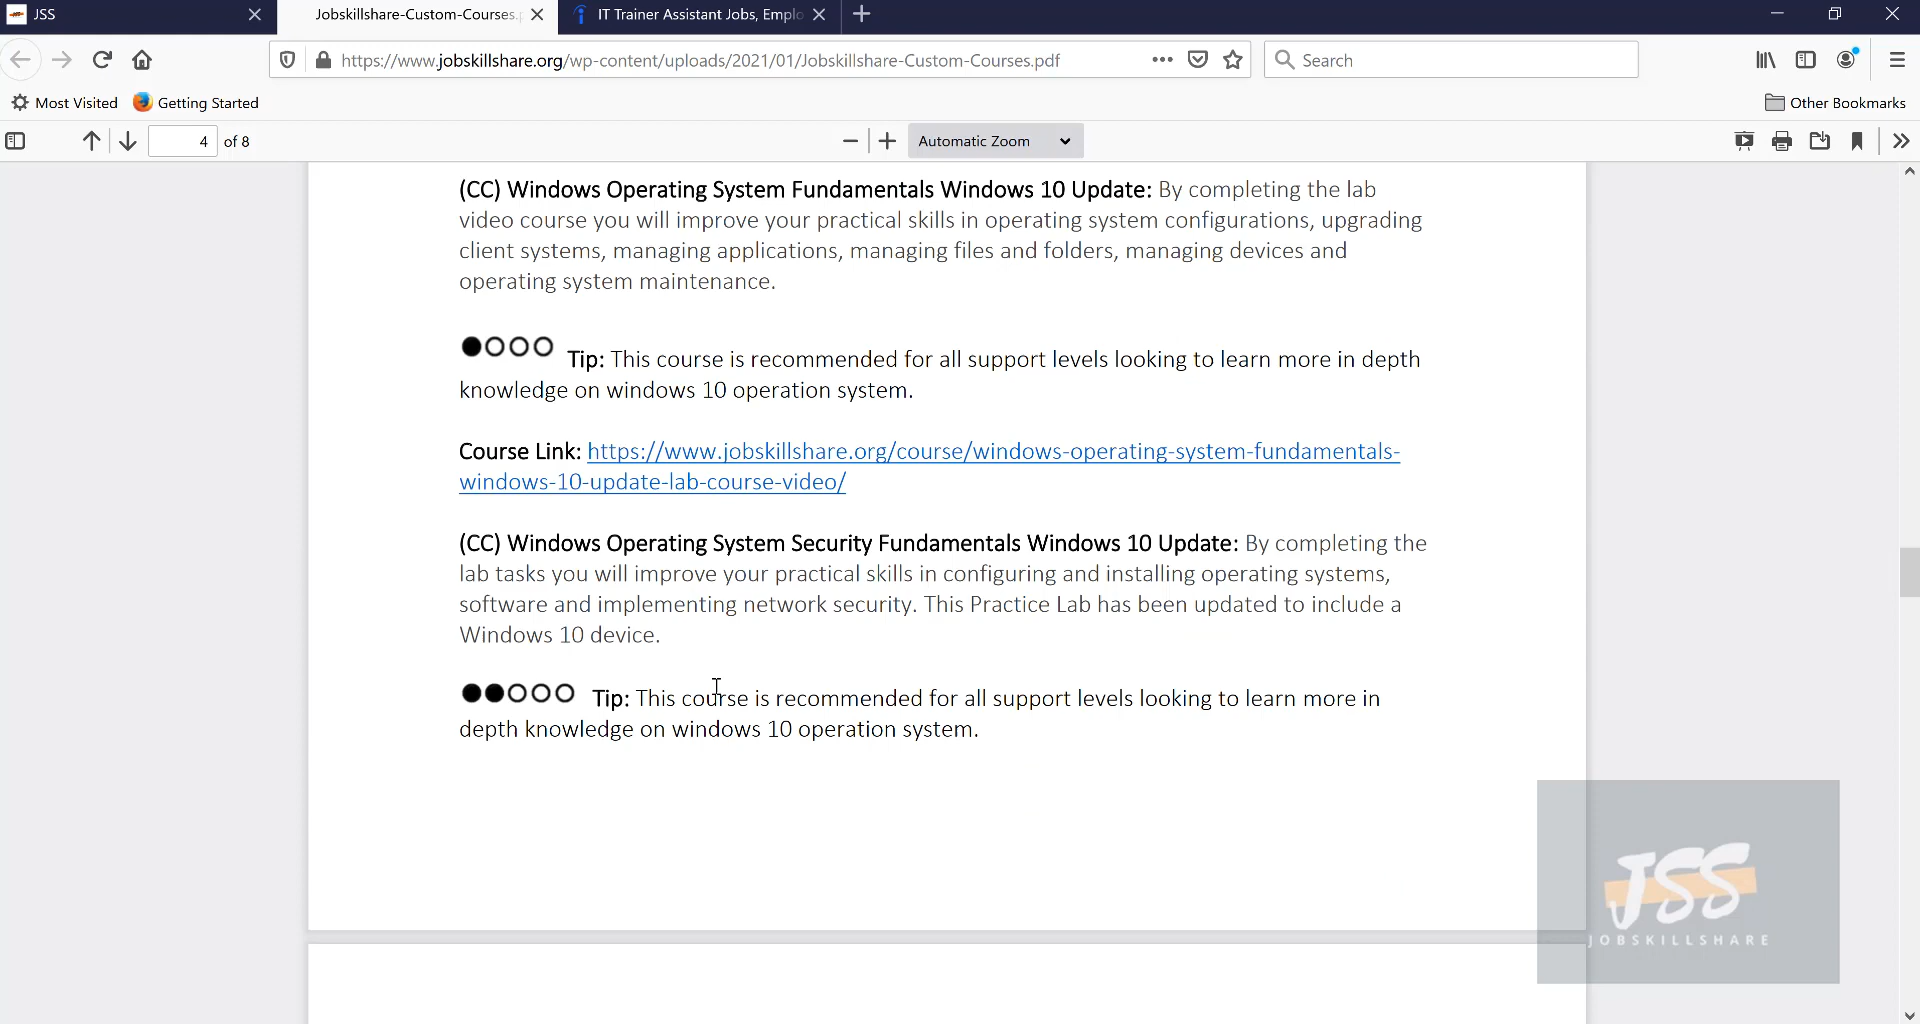 JSS
Jobskillshare-Custom-Courses.p
IT Trainer Assistant Jobs, Emplo
https://www.jobskillshare.org/wp-content/uploads/2021/01/Jobskillshare-Custom-Courses.pdf
Search
Most Visited
Getting Started
Other Bookmarks
4 of 8
Automatic Zoom
(CC) Windows Operating System Fundamentals Windows 10 Update: By completing the lab
video course you will improve your practical skills in operating system configurations, upgrading
client systems, managing applications, managing files and folders, managing devices and
operating system maintenance.
Tip: This course is recommended for all support levels looking to learn more in depth
knowledge on windows 10 operation system.
Course Link: https://www.jobskillshare.org/course/windows-operating-system-fundamentals-
windows-10-update-lab-course-video/
(CC) Windows Operating System Security Fundamentals Windows 10 Update: By completing the
lab tasks you will improve your practical skills in configuring and installing operating systems,
software and implementing network security. This Practice Lab has been updated to include a
Windows 10 device.
Tip: This course is recommended for all support levels looking to learn more in
depth knowledge on windows 10 operation system.
JSS
JOBSKILLSHARE